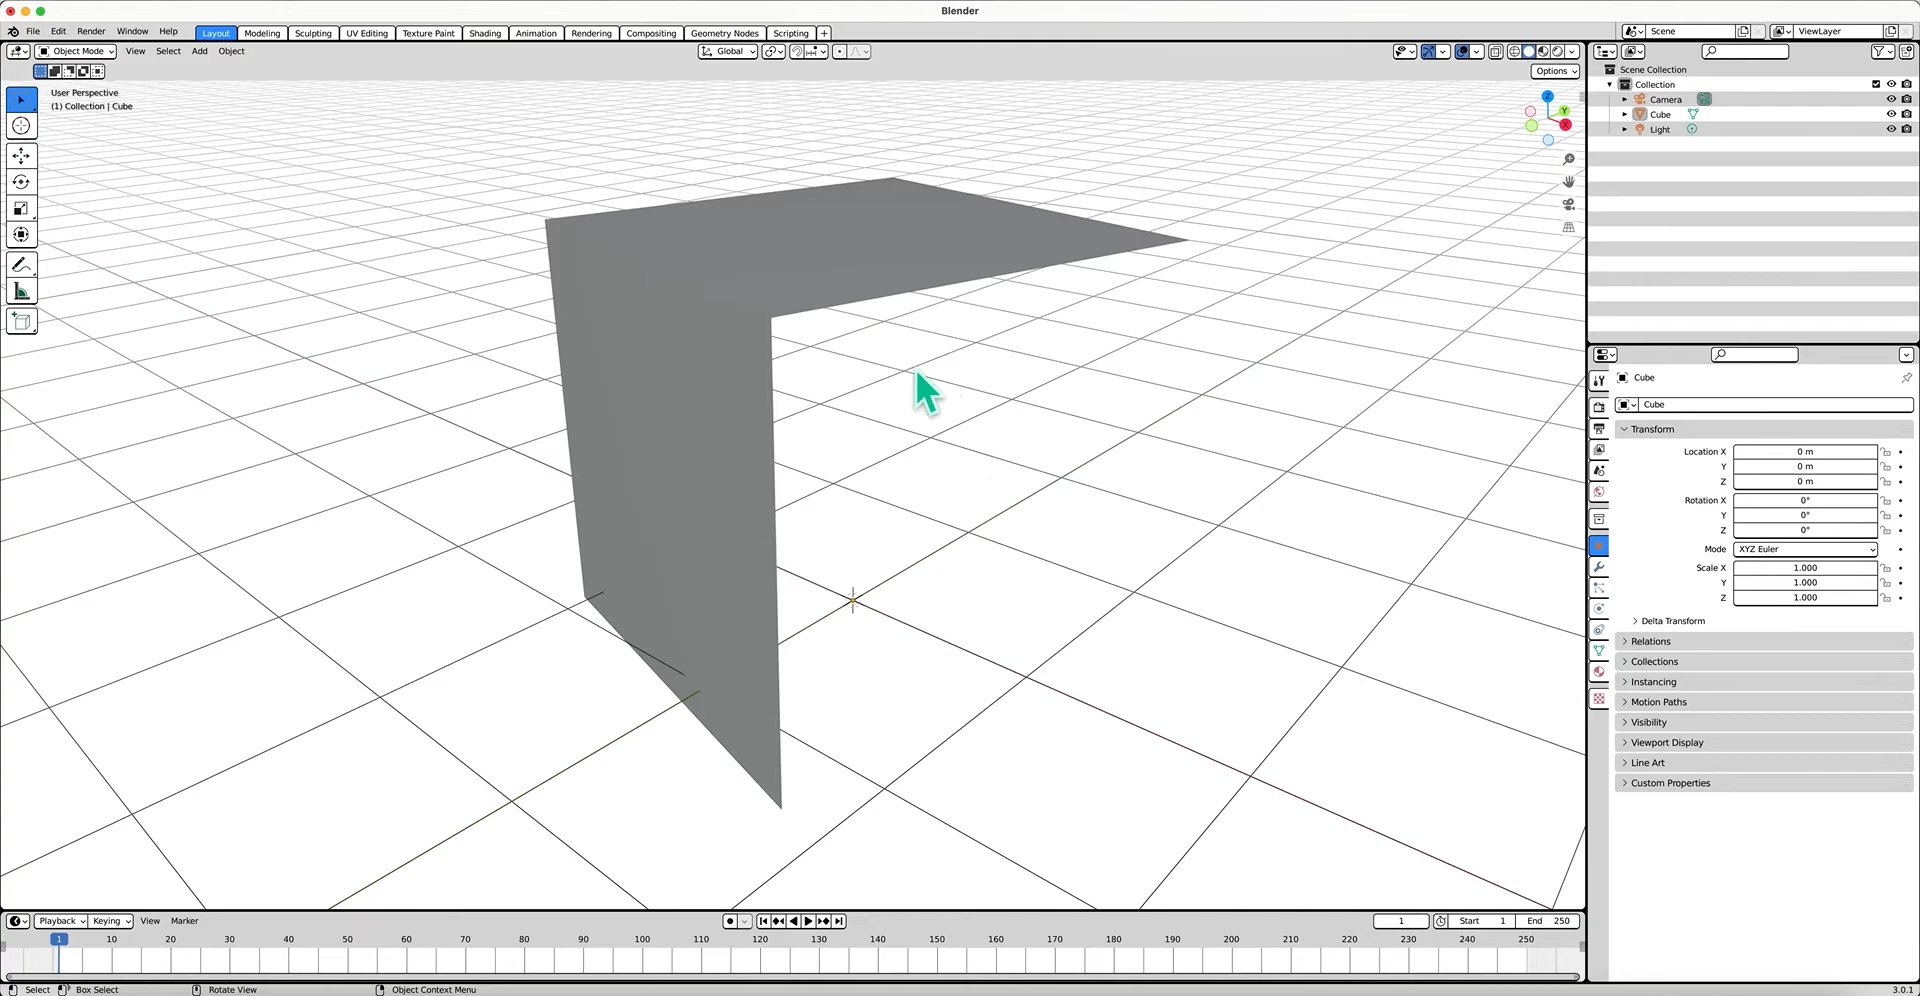 Blender
File Edit Render Window Help Layout Modeling Sculpting UV Editing Texture Paint Shading Animation Rendering Compositing Geometry Nodes Scripting + Scene ViewLayer
Object Mode View Select Add Object Global
Options
User Perspective
(1) Collection | Cube
Z
Y
X
Scene Collection
Collection
Camera
Cube
Light
Cube
Cube
Transform
Location X 0 m
Y 0 m
Z 0 m
Rotation X 0°
Y 0°
Z 0°
Mode XYZ Euler
Scale X 1.000
Y 1.000
Z 1.000
Delta Transform
Relations
Collections
Instancing
Motion Paths
Visibility
Viewport Display
Line Art
Custom Properties
Playback Keying View Marker 1 Start 1 End 250
1 10 20 30 40 50 60 70 80 90 100 110 120 130 140 150 160 170 180 190 200 210 220 230 240 250
Select Box Select Rotate View Object Context Menu 3.0.1